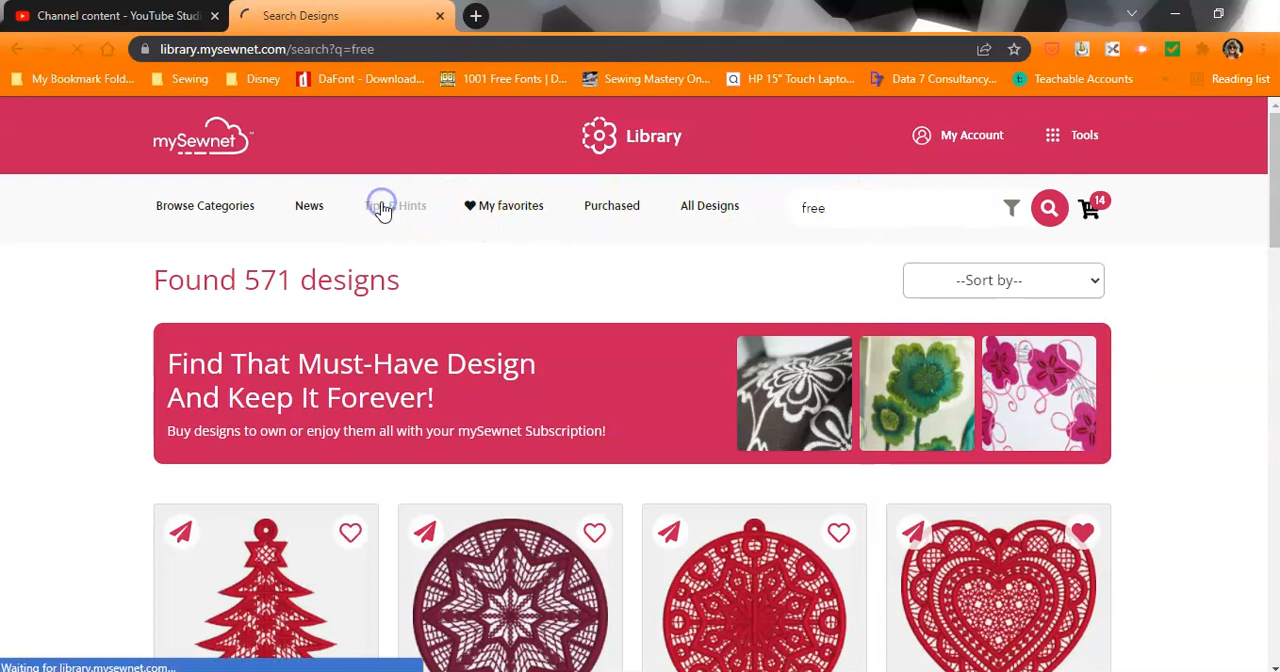 Channel content - YouTube Studi
Search Designs
library.mysewnet.com/search?q=free
My Bookmark Fold...
Sewing
Disney
DaFont - Download...
1001 Free Fonts | D...
Sewing Mastery On...
HP 15" Touch Lapto...
Data 7 Consultancy...
Teachable Accounts
Reading list
mySewnet™
Library
My Account
Tools
Browse Categories
News
Tips & Hints
My favorites
Purchased
All Designs
free
14
Found 571 designs
--Sort by--
Find That Must-Have Design
And Keep It Forever!
Buy designs to own or enjoy them all with your mySewnet Subscription!
Waiting for library.mysewnet.com...